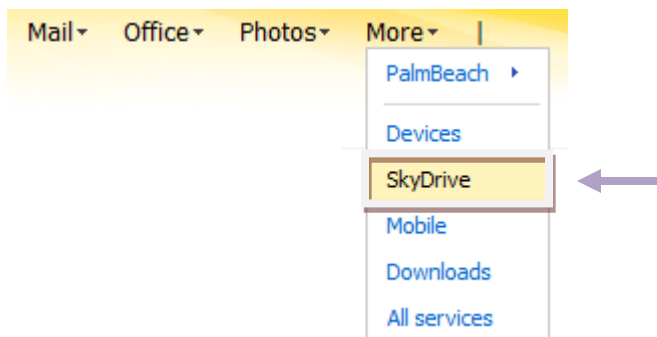 Mail Office Photos More |
PalmBeach
Devices
SkyDrive
Mobile
Downloads
All services